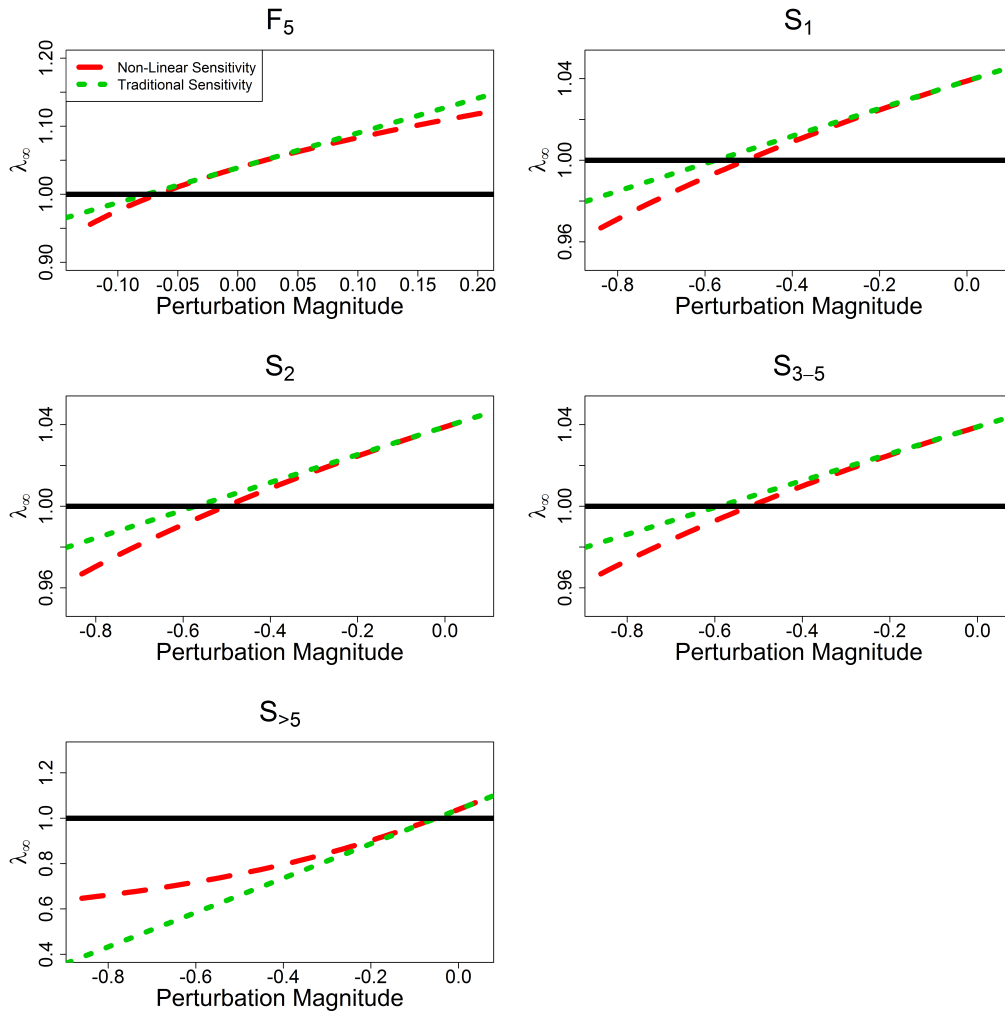 F₅
1.20
1.10
1.00
0.90
λ∞
Non-Linear Sensitivity
Traditional Sensitivity
-0.10 -0.05 0.00 0.05 0.10 0.15 0.20
Perturbation Magnitude
S₁
1.04
1.00
0.96
λ∞
-0.8 -0.6 -0.4 -0.2 0.0
Perturbation Magnitude
S₂
1.04
1.00
0.96
λ∞
-0.8 -0.6 -0.4 -0.2 0.0
Perturbation Magnitude
S₃₋₅
1.04
1.00
0.96
λ∞
-0.8 -0.6 -0.4 -0.2 0.0
Perturbation Magnitude
S>5
1.2
1.0
0.8
0.6
0.4
λ∞
-0.8 -0.6 -0.4 -0.2 0.0
Perturbation Magnitude